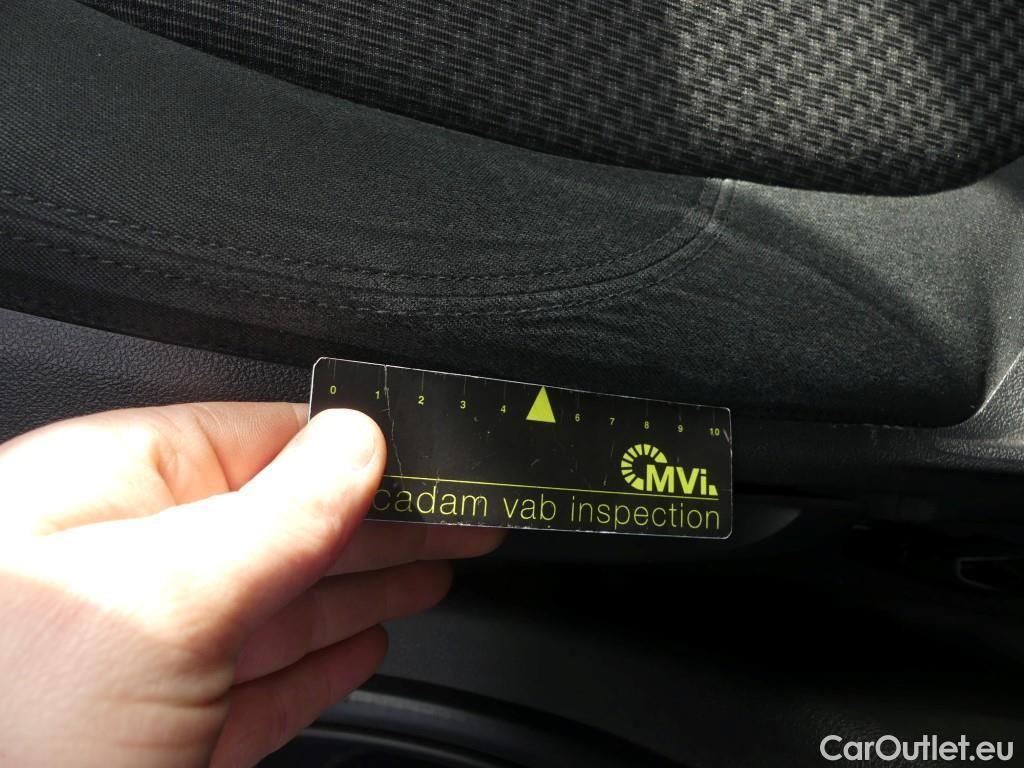 0 1 2 3 4 6 7 8 9 10
MVi
cadam vab inspection
CarOutlet.eu